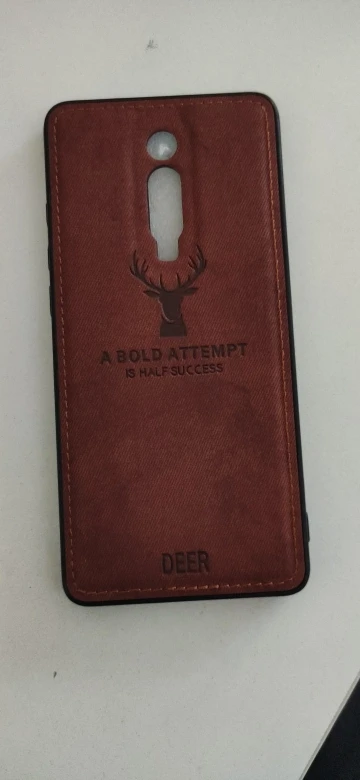 A BOLD ATTEMPT
IS HALF SUCCESS
DEER